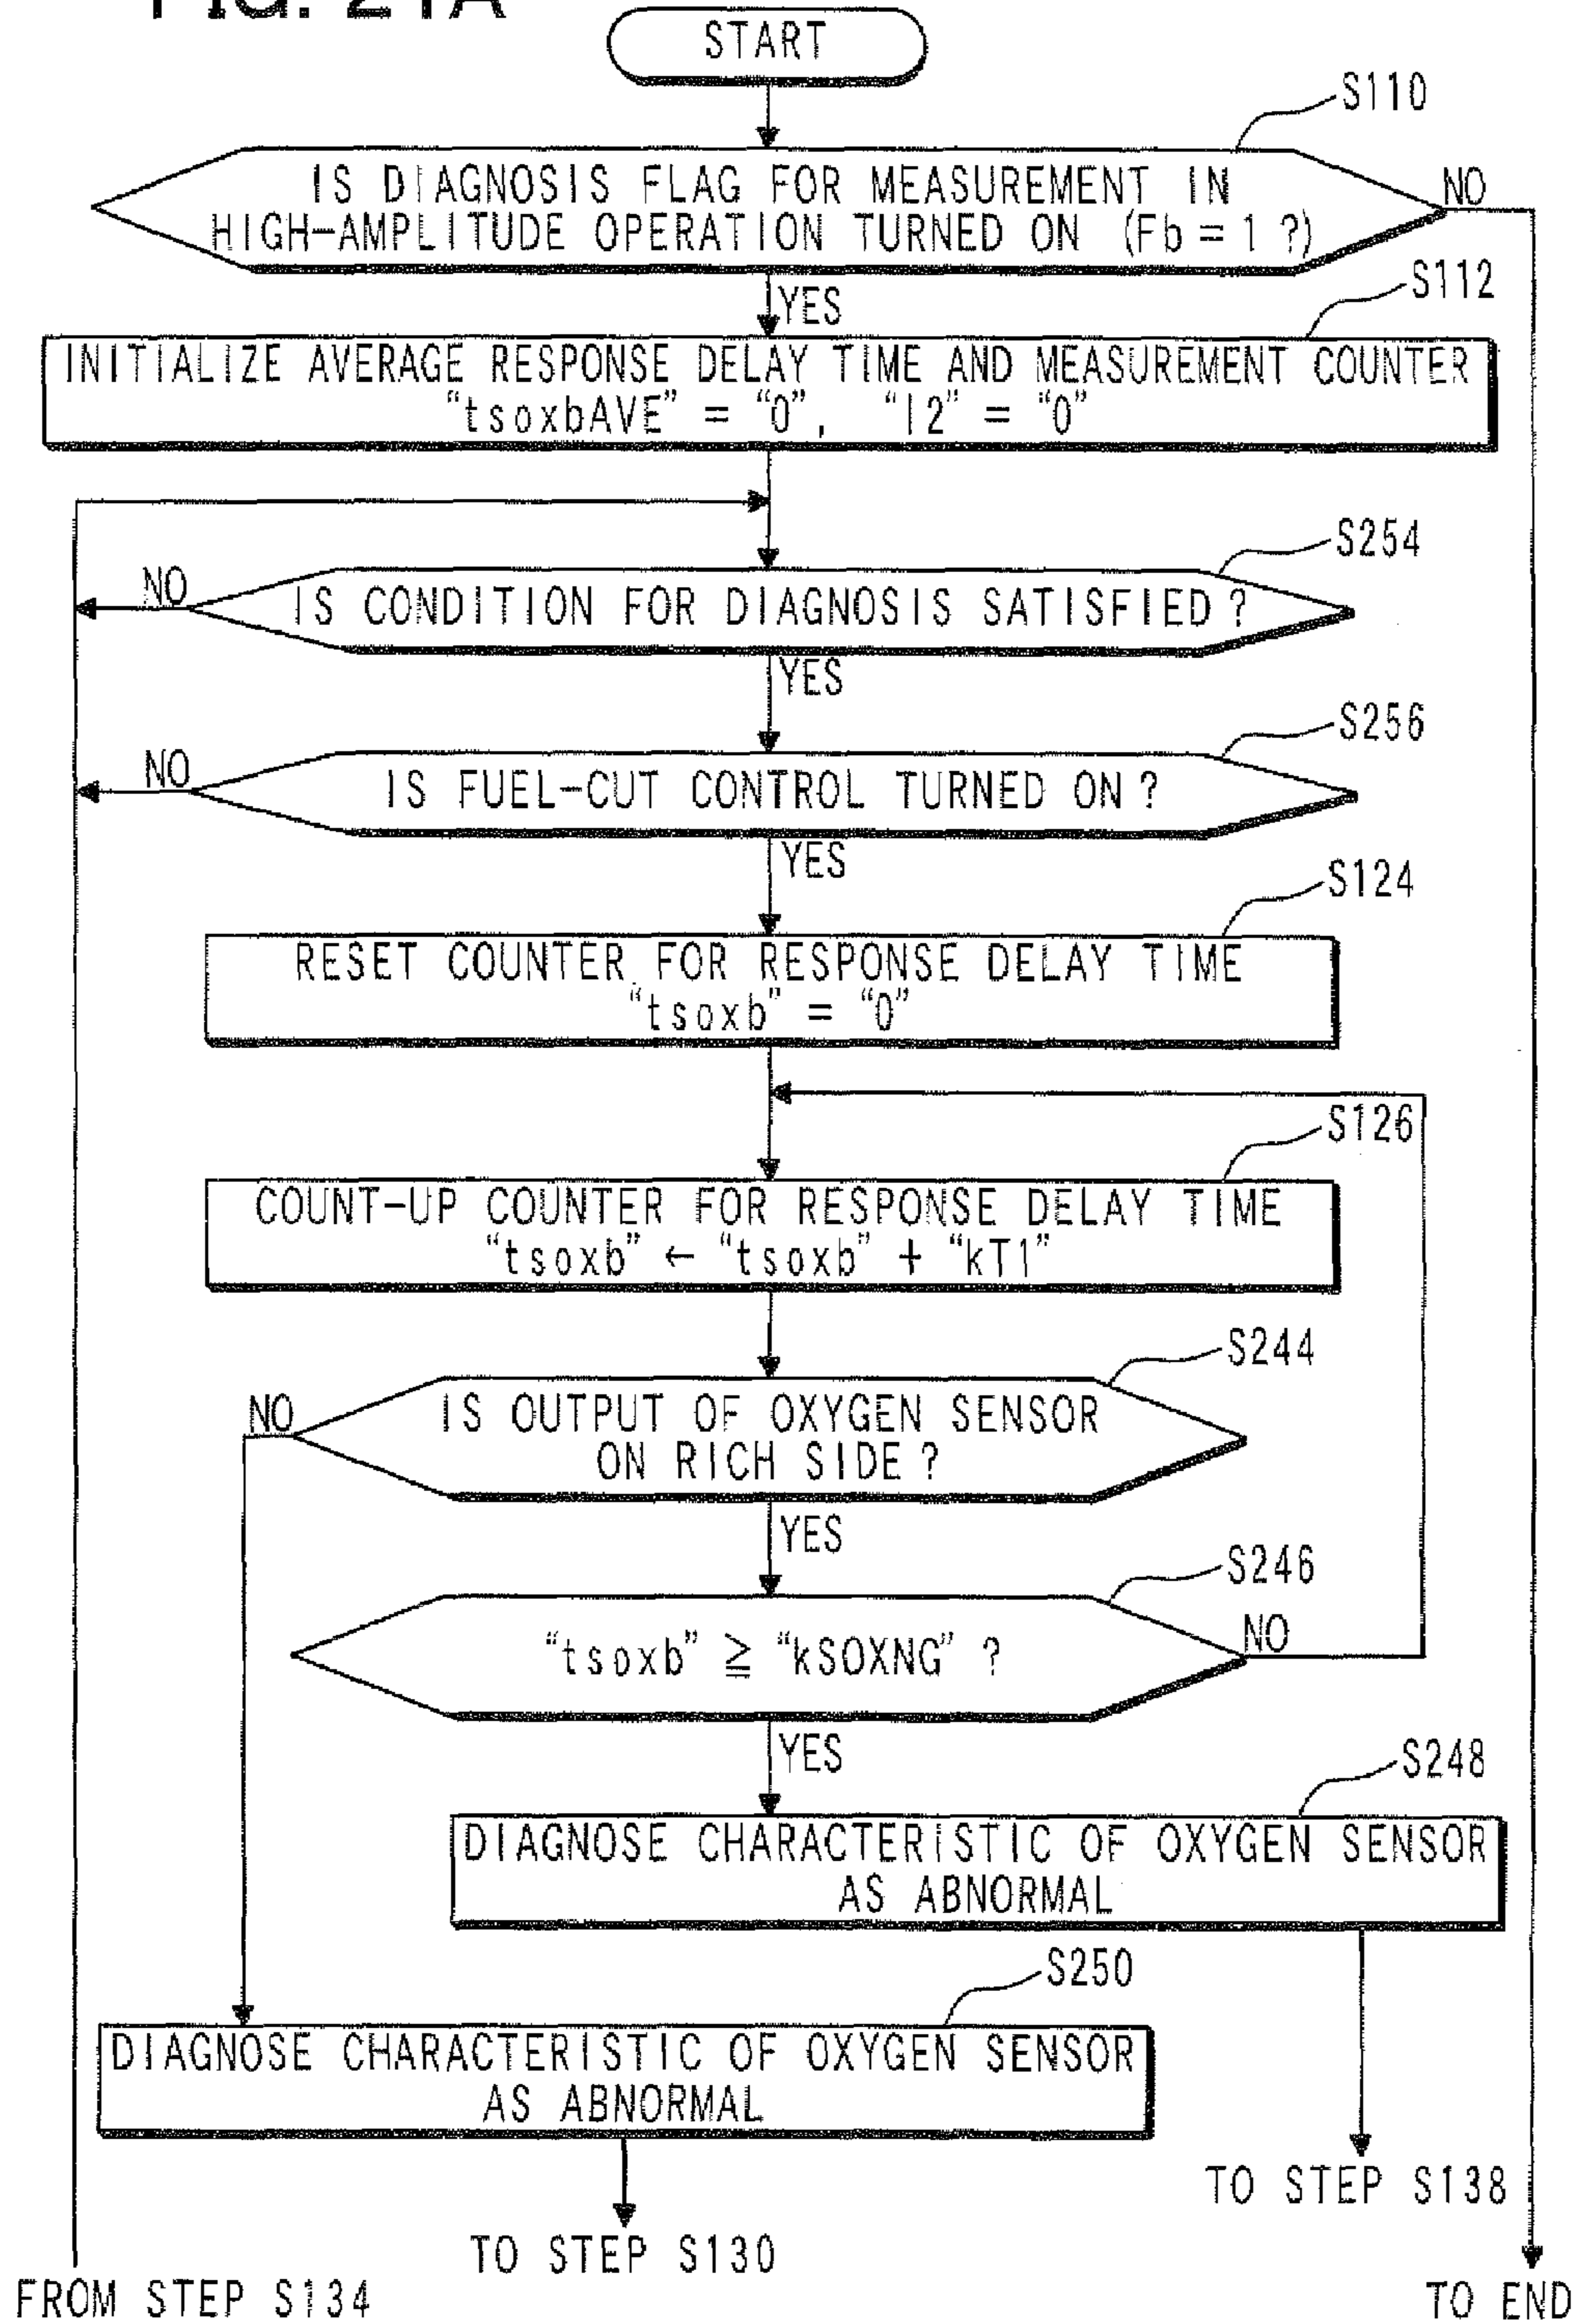 FIG. 21A
START
S110
IS DIAGNOSIS FLAG FOR MEASUREMENT IN
HIGH-AMPLITUDE OPERATION TURNED ON (Fb = 1 ?)
NO
YES
S112
INITIALIZE AVERAGE RESPONSE DELAY TIME AND MEASUREMENT COUNTER
“tsoxbAVE” = “0”, “I2” = “0”
S254
NO
IS CONDITION FOR DIAGNOSIS SATISFIED ?
YES
S256
NO
IS FUEL-CUT CONTROL TURNED ON ?
YES
S124
RESET COUNTER FOR RESPONSE DELAY TIME
“tsoxb” = “0”
S126
COUNT-UP COUNTER FOR RESPONSE DELAY TIME
“tsoxb” ← “tsoxb” + “kT1”
S244
NO
IS OUTPUT OF OXYGEN SENSOR
ON RICH SIDE ?
YES
S246
“tsoxb” ≧ “kSOXNG” ?
NO
YES
S248
DIAGNOSE CHARACTERISTIC OF OXYGEN SENSOR
AS ABNORMAL
S250
DIAGNOSE CHARACTERISTIC OF OXYGEN SENSOR
AS ABNORMAL
TO STEP S138
TO STEP S130
FROM STEP S134
TO END